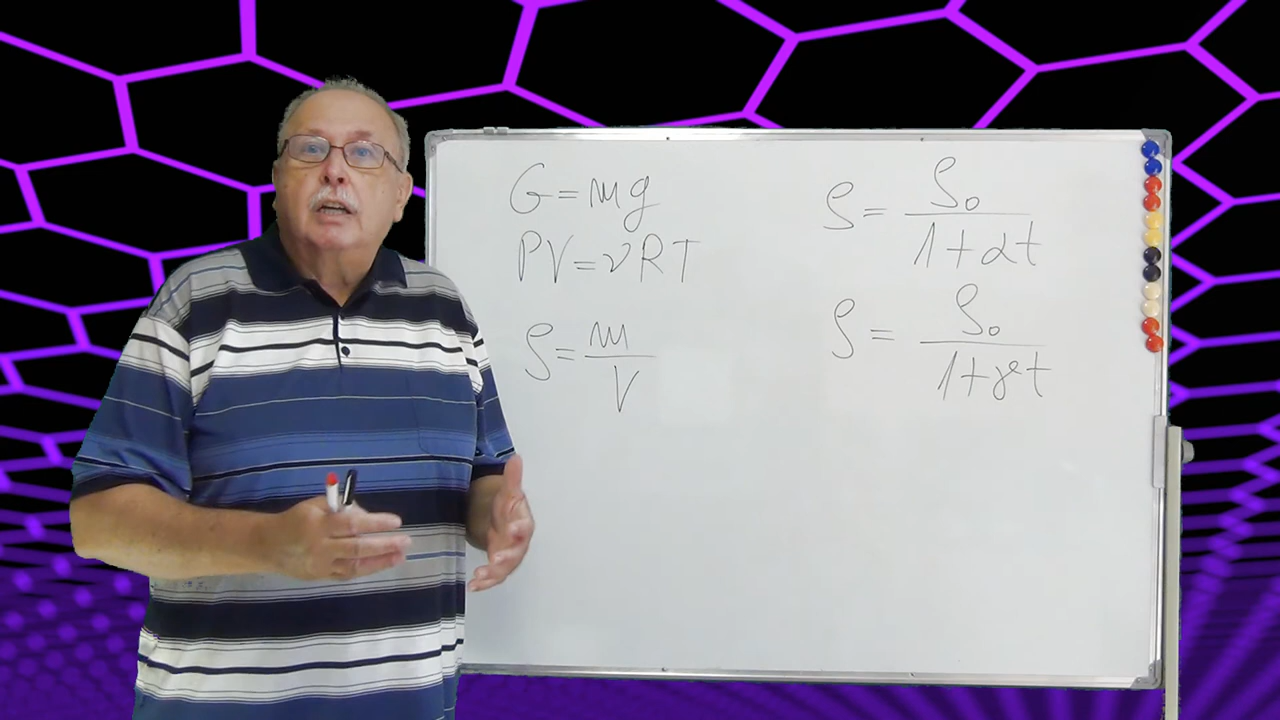 G = mg
PV = νRT
ρ = m / V
ρ = ρ₀ / (1 + αt)
ρ = ρ₀ / (1 + γt)